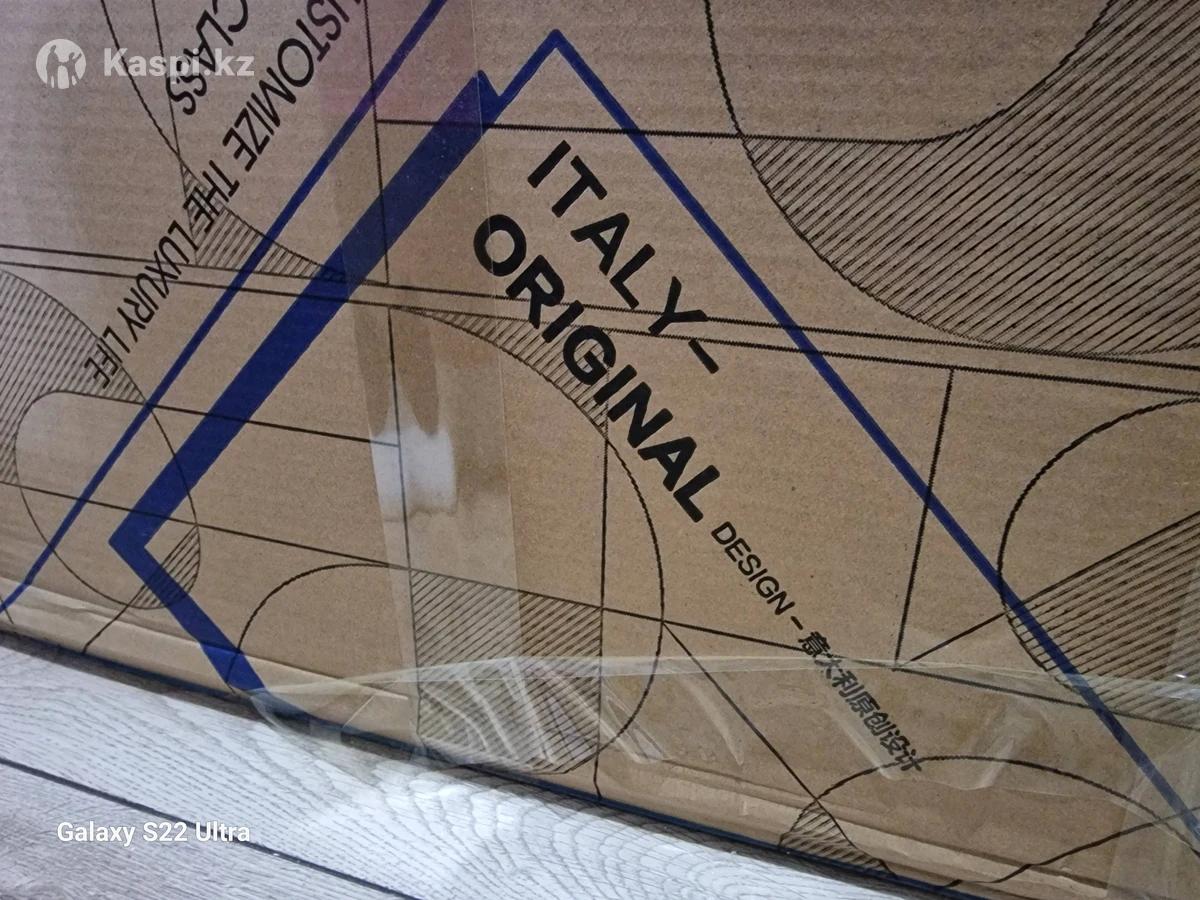 Kaspi.kz
CUSTOMIZE THE LUXURY LIFE
CLASS
ITALY–
ORIGINAL DESIGN – 意大利原创设计
Galaxy S22 Ultra